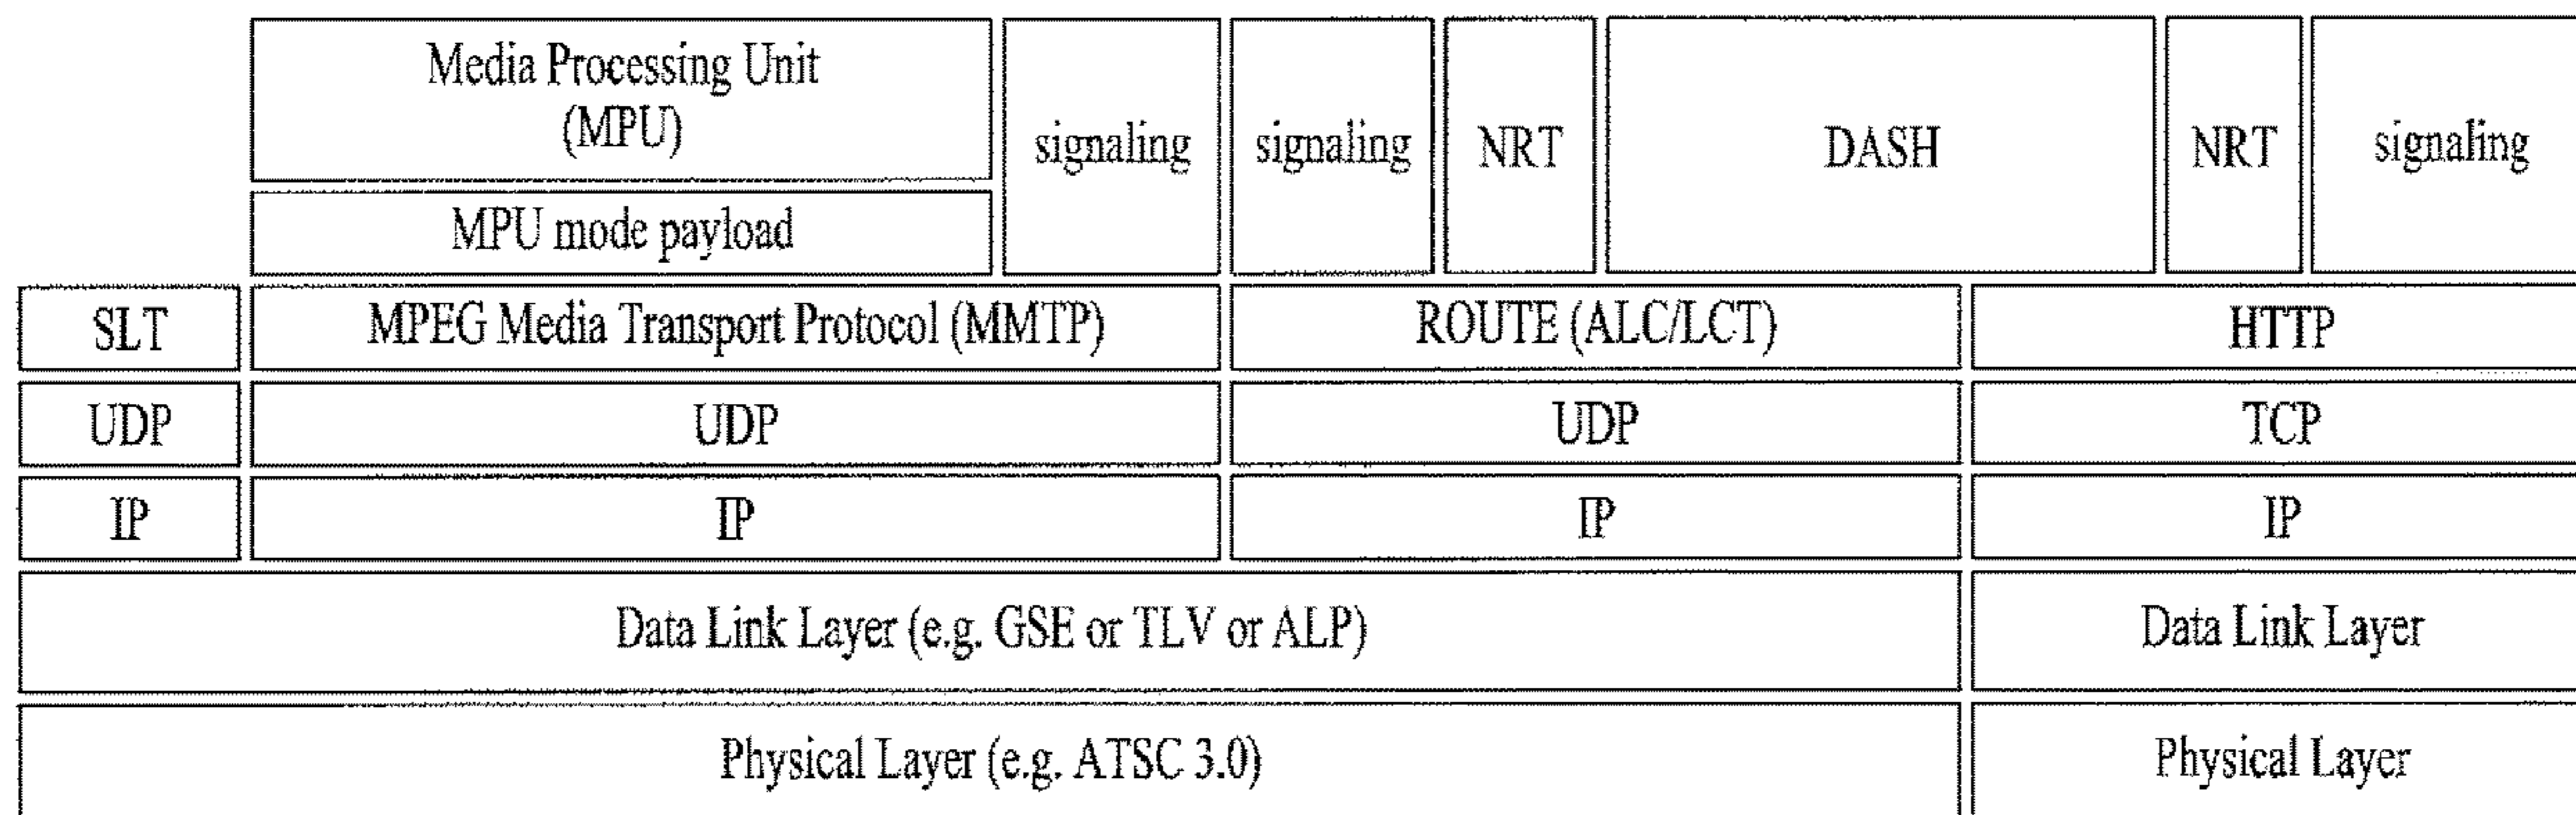 Media Processing Unit
(MPU)
signaling
signaling
NRT
DASH
NRT
signaling
MPU mode payload
SLT
MPEG Media Transport Protocol (MMTP)
ROUTE (ALC/LCT)
HTTP
UDP
UDP
UDP
TCP
IP
IP
IP
IP
Data Link Layer (e.g. GSE or TLV or ALP)
Data Link Layer
Physical Layer (e.g. ATSC 3.0)
Physical Layer